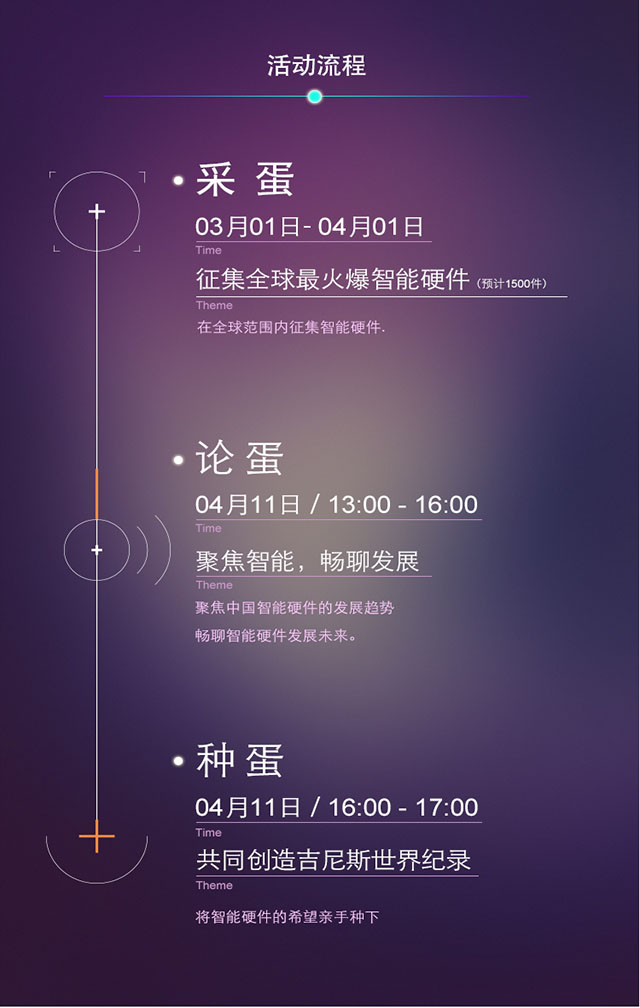 活动流程
采蛋
03月01日- 04月01日
Time
征集全球最火爆智能硬件（预计1500件）
Theme
在全球范围内征集智能硬件.
论蛋
04月11日 / 13:00 - 16:00
Time
聚焦智能，畅聊发展
Theme
聚焦中国智能硬件的发展趋势
畅聊智能硬件发展未来。
种蛋
04月11日 / 16:00 - 17:00
Time
共同创造吉尼斯世界纪录
Theme
将智能硬件的希望亲手种下